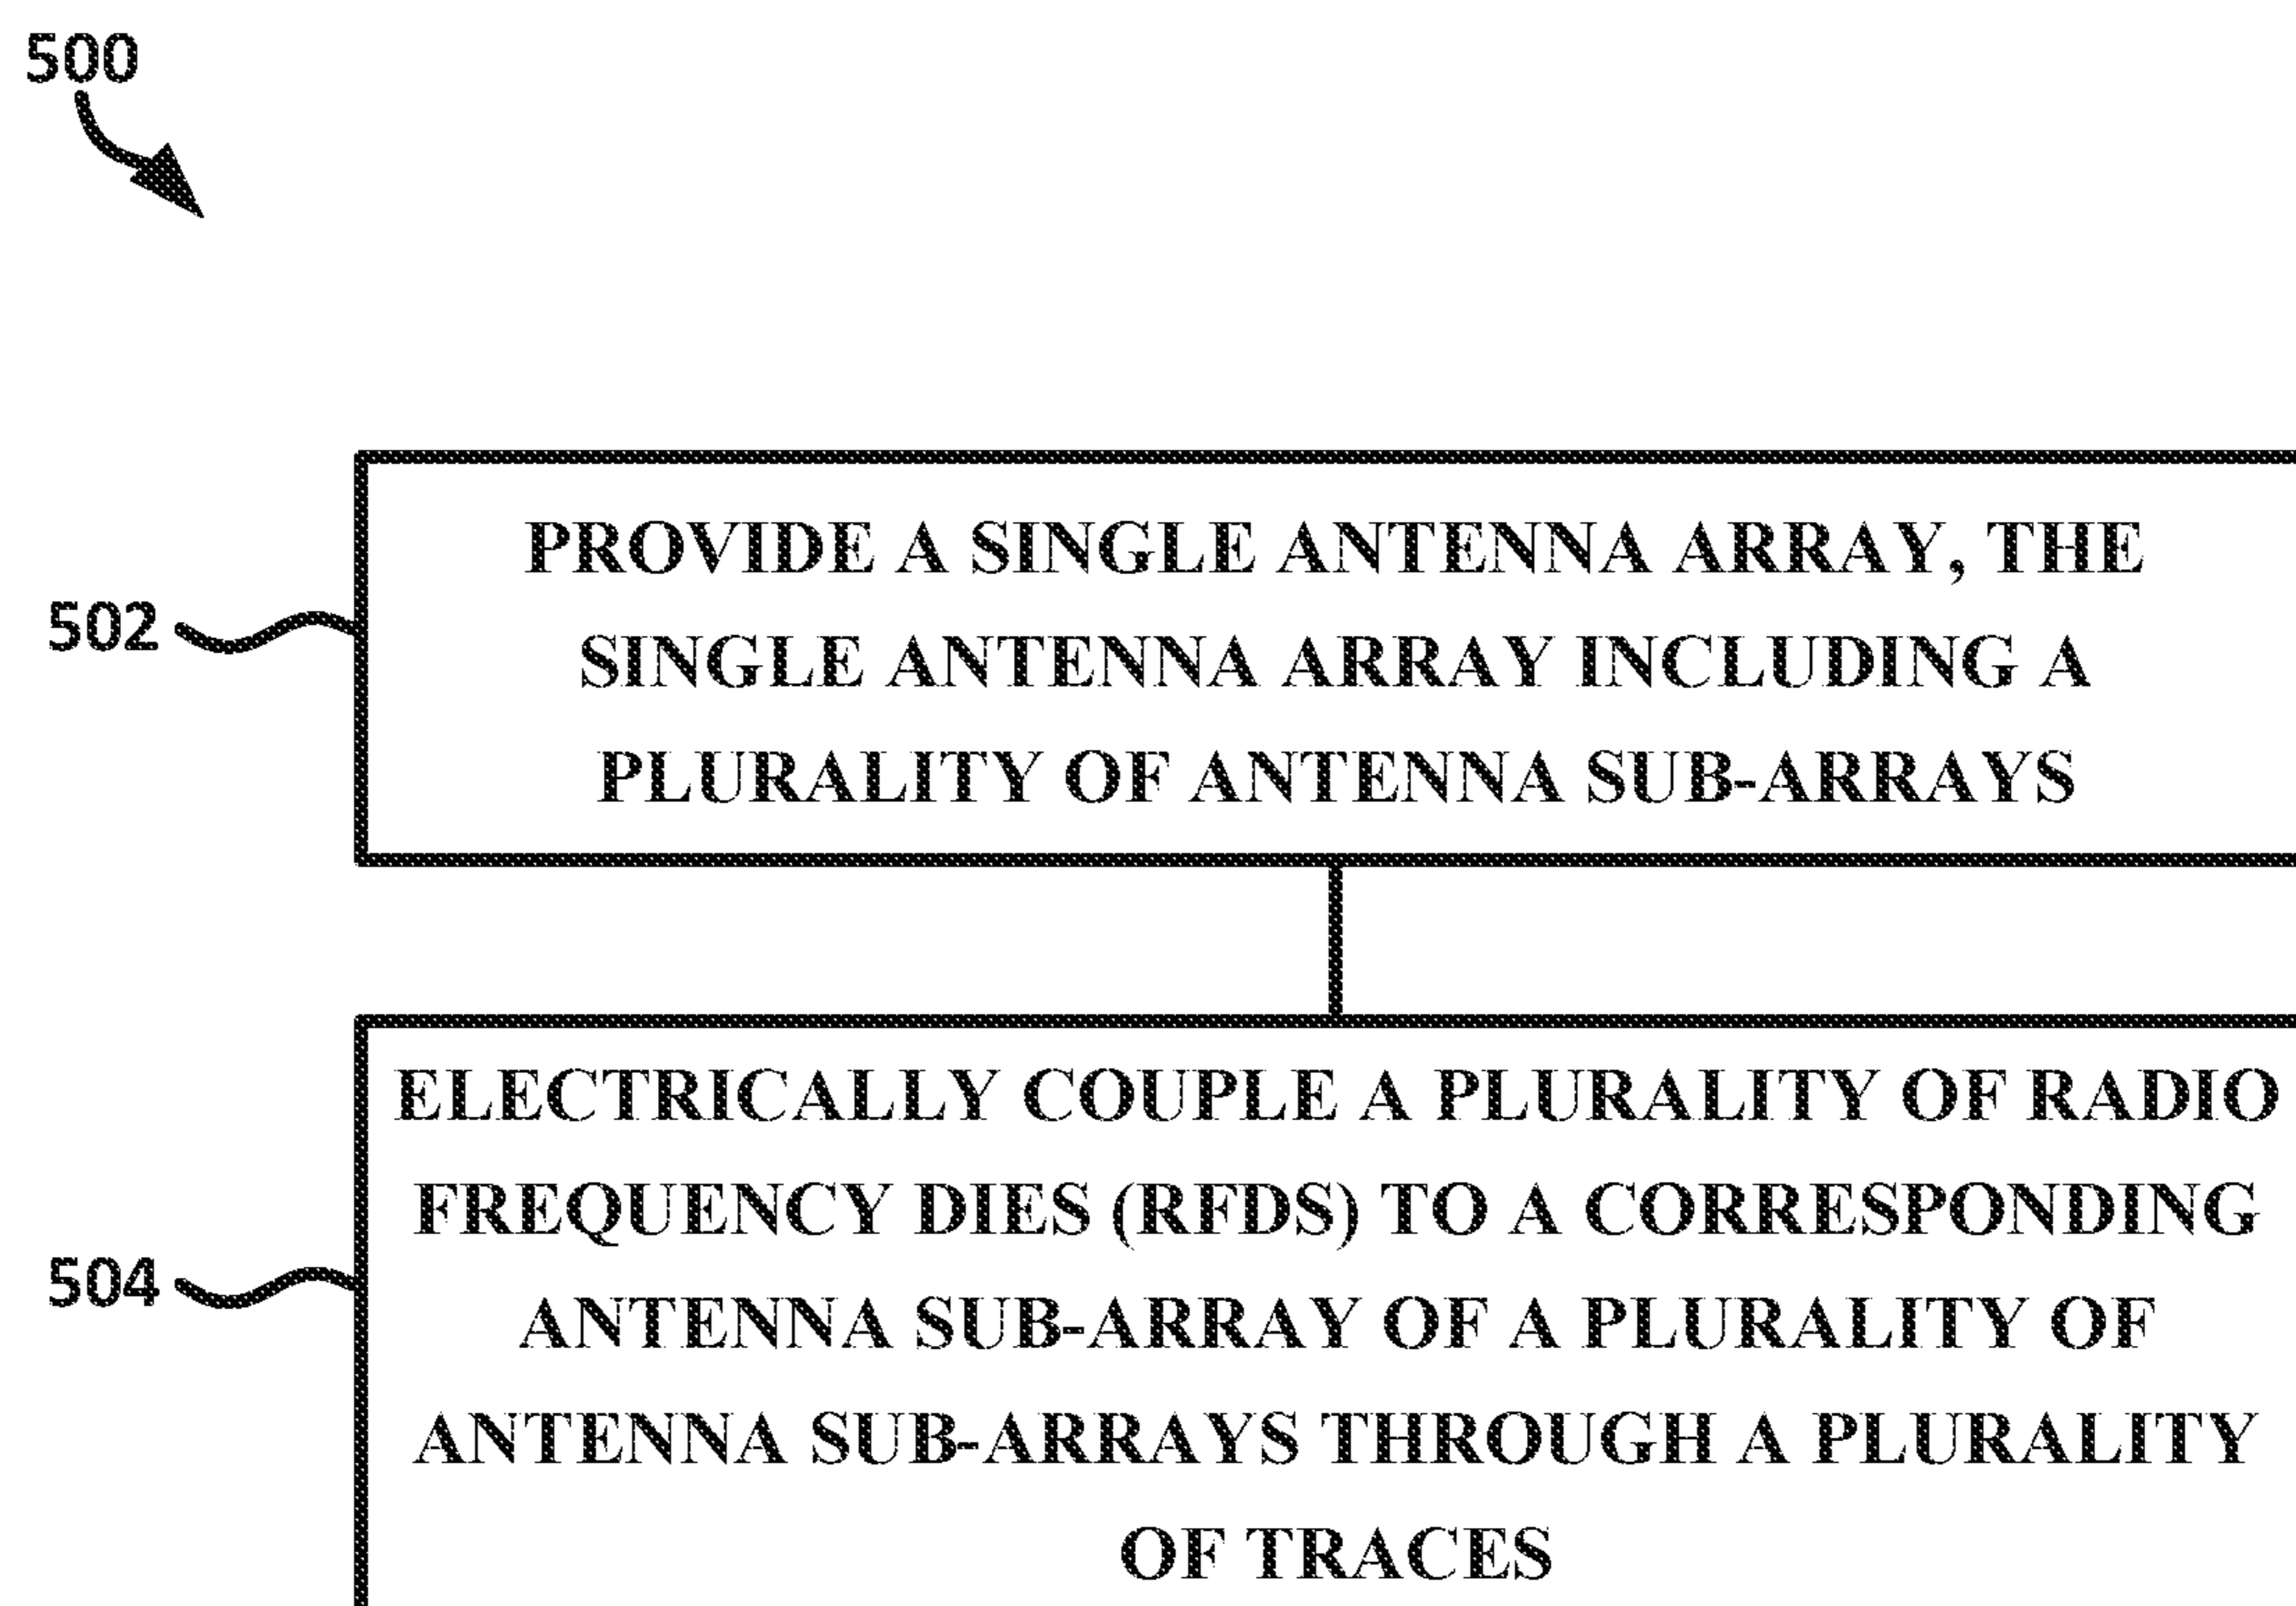 500
502
PROVIDE A SINGLE ANTENNA ARRAY, THE
SINGLE ANTENNA ARRAY INCLUDING A
PLURALITY OF ANTENNA SUB-ARRAYS
504
ELECTRICALLY COUPLE A PLURALITY OF RADIO
FREQUENCY DIES (RFDS) TO A CORRESPONDING
ANTENNA SUB-ARRAY OF A PLURALITY OF
ANTENNA SUB-ARRAYS THROUGH A PLURALITY
OF TRACES